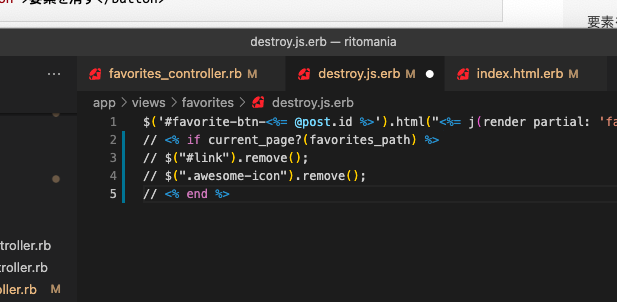 >要素を消す</button>
要素を
destroy.js.erb — ritomania
... favorites_controller.rb M destroy.js.erb M index.html.erb M
app > views > favorites > destroy.js.erb
1 $('#favorite-btn-<%= @post.id %>').html("<%= j(render partial: 'fa
2 // <% if current_page?(favorites_path) %>
3 // $("#link").remove();
4 // $(".awesome-icon").remove();
5 // <% end %>
troller.rb
troller.rb
oller.rb M